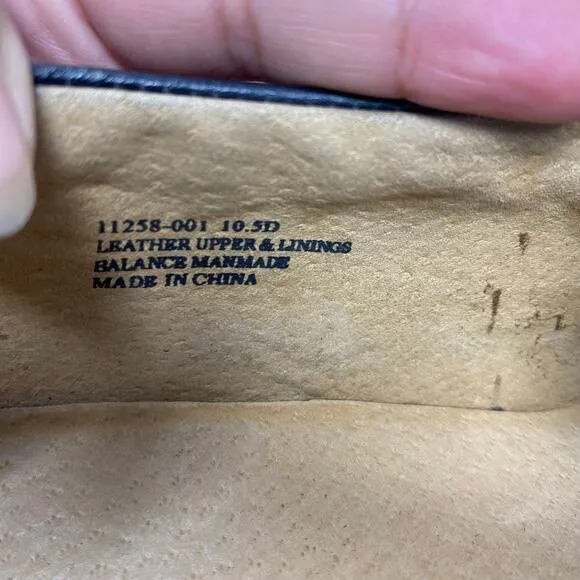 11258-001 10.5D
LEATHER UPPER & LININGS
BALANCE MANMADE
MADE IN CHINA